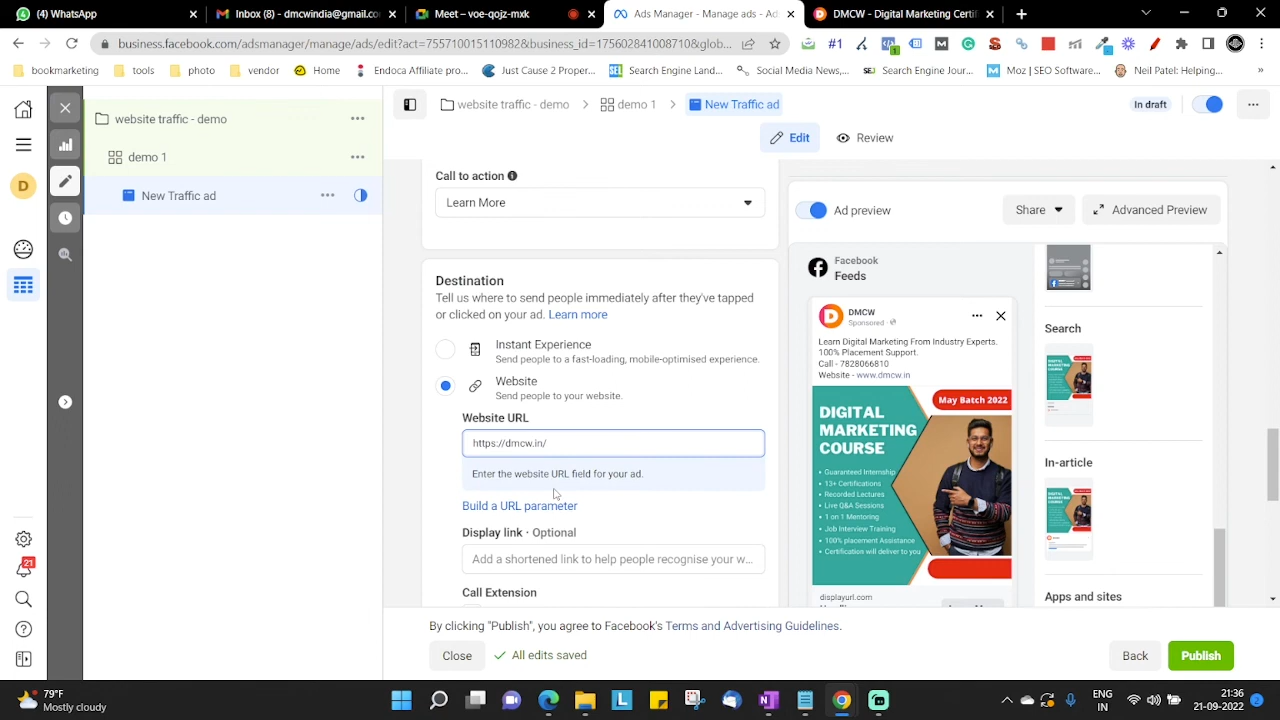 (4) WhatsApp
Inbox (8) - dmcwindia@gmail.co
Meet – voe-qojz-mxk
Ads Manager - Manage ads - Ad
Digital Marketing Certifi
business.facebook.com/adsmanager/manage/ads/edit?act=755710015110982&business_id=175672841008710&glob...
bookmarketing
tools
photo
vendor
Home
Endoca Affiliate pro...
Just Cause 2 Proper...
Search Engine Land...
Social Media News,...
Search Engine Jour...
Moz | SEO Software...
Neil Patel: Helping...
website traffic - demo
demo 1
New Traffic ad
website traffic - demo
demo 1
New Traffic ad
In draft
Edit
Review
D
21
Call to action
Learn More
Destination
Tell us where to send people immediately after they've tapped
or clicked on your ad. Learn more
Instant Experience
Send people to a fast-loading, mobile-optimised experience.
Website
Send people to your website.
Website URL
https://dmcw.in/
Enter the website URL field for your ad.
Build a URL parameter
Display link · Optional
a shortened link to help people recognise your w...
Call Extension
Ad preview
Share
Advanced Preview
Facebook
Feeds
DMCW
Sponsored ·
Learn Digital Marketing From Industry Experts.
100% Placement Support.
Call - 7828066810
Website - www.dmcw.in
May Batch 2022
DIGITAL
MARKETING
COURSE
• Guaranteed Internship
• 13+ Certifications
• Recorded Lectures
• Live Q&A Sessions
• 1 on 1 Mentoring
• Job Interview Training
• 100% placement Assistance
• Certification will deliver to you
displayurl.com
Search
In-article
Apps and sites
By clicking "Publish", you agree to Facebook's Terms and Advertising Guidelines.
Close
All edits saved
Back
Publish
79°F
Mostly cloudy
ENG
IN
21:36
21-09-2022
2